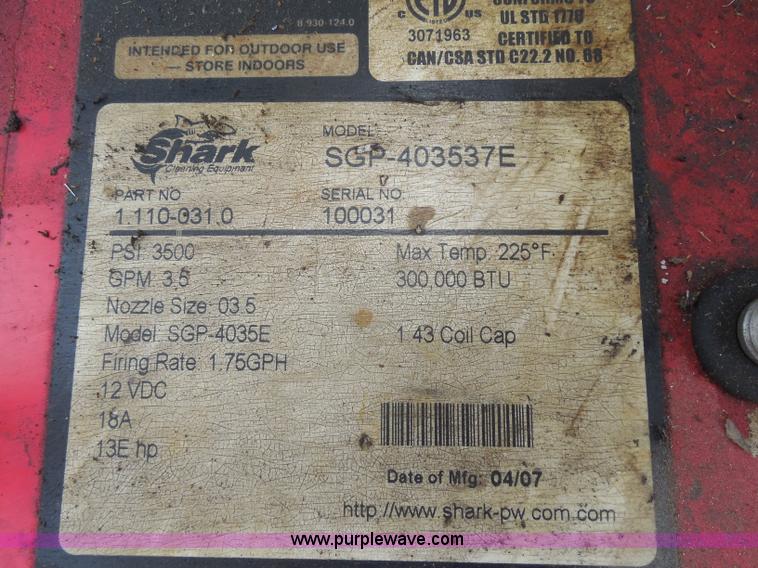 8.930-124.0
INTENDED FOR OUTDOOR USE
— STORE INDOORS
C US
3071963
CONFORMS TO
UL STD 1776
CERTIFIED TO
CAN/CSA STD C22.2 NO. 68
Shark
Cleaning Equipment
MODEL
SGP-403537E
PART NO
1.110-031.0
SERIAL NO
100031
PSI 3500
Max Temp. 225°F
GPM 3.5
300,000 BTU
Nozzle Size: 03.5
Model: SGP-4035E
1.43 Coil Cap
Firing Rate: 1.75GPH
12 VDC
18A
13E hp
Date of Mfg: 04/07
http://www.shark-pw.com.com
www.purplewave.com